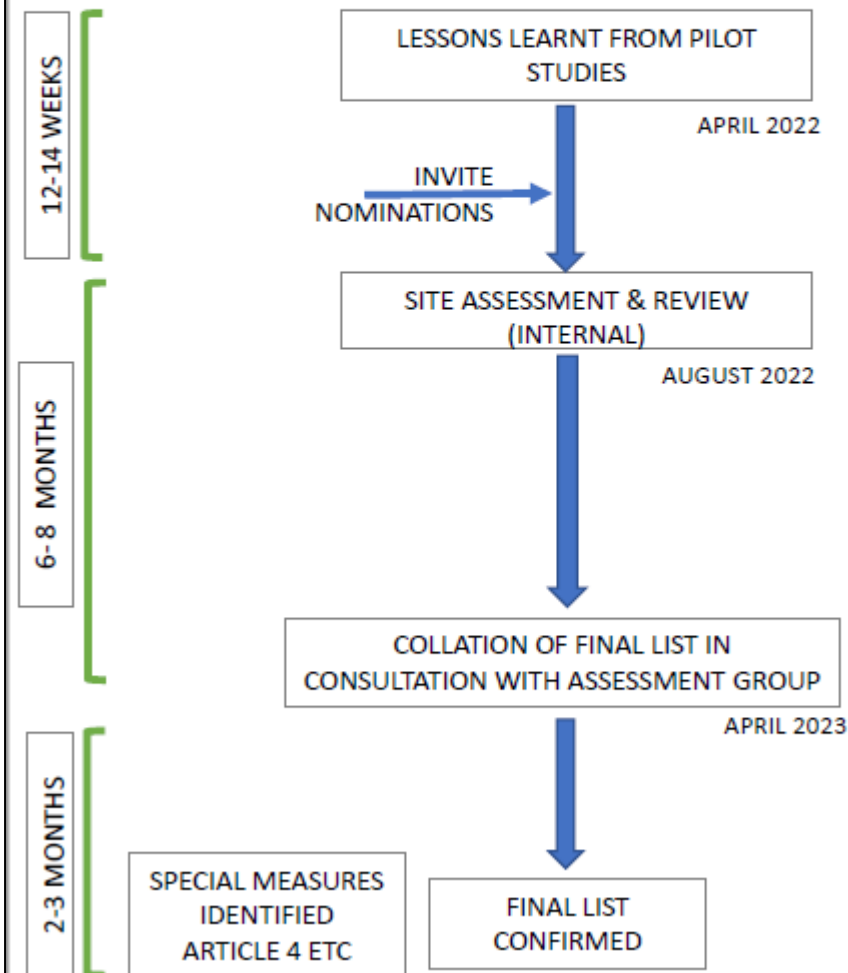 12-14 WEEKS
LESSONS LEARNT FROM PILOT
STUDIES
APRIL 2022
INVITE
NOMINATIONS
6-8 MONTHS
SITE ASSESSMENT & REVIEW
(INTERNAL)
AUGUST 2022
COLLATION OF FINAL LIST IN
CONSULTATION WITH ASSESSMENT GROUP
APRIL 2023
2-3 MONTHS
SPECIAL MEASURES
IDENTIFIED
ARTICLE 4 ETC
FINAL LIST
CONFIRMED